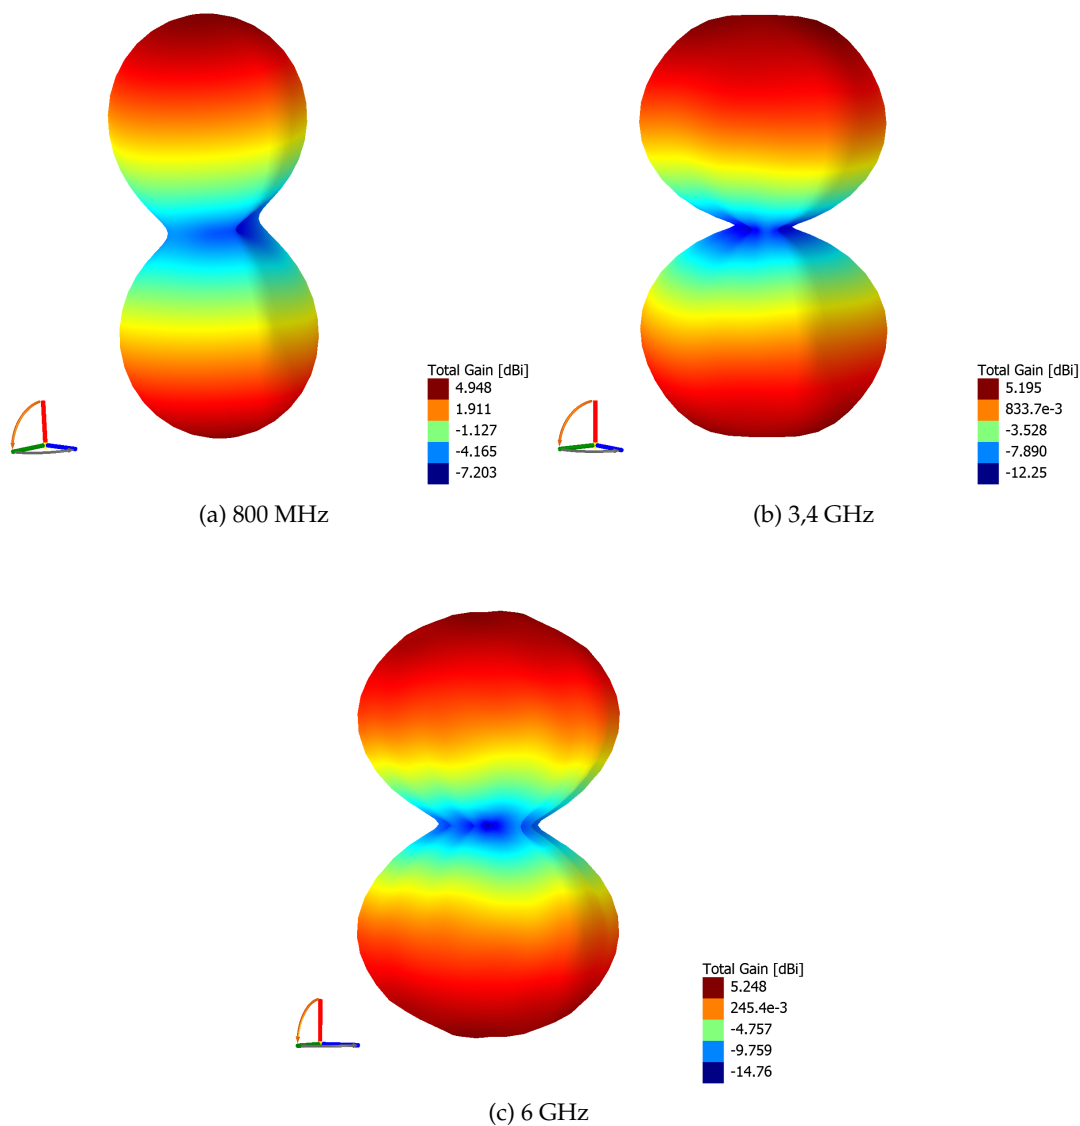 Total Gain [dBi]
4.948
1.911
-1.127
-4.165
-7.203
(a) 800 MHz
Total Gain [dBi]
5.195
833.7e-3
-3.528
-7.890
-12.25
(b) 3,4 GHz
Total Gain [dBi]
5.248
245.4e-3
-4.757
-9.759
-14.76
(c) 6 GHz